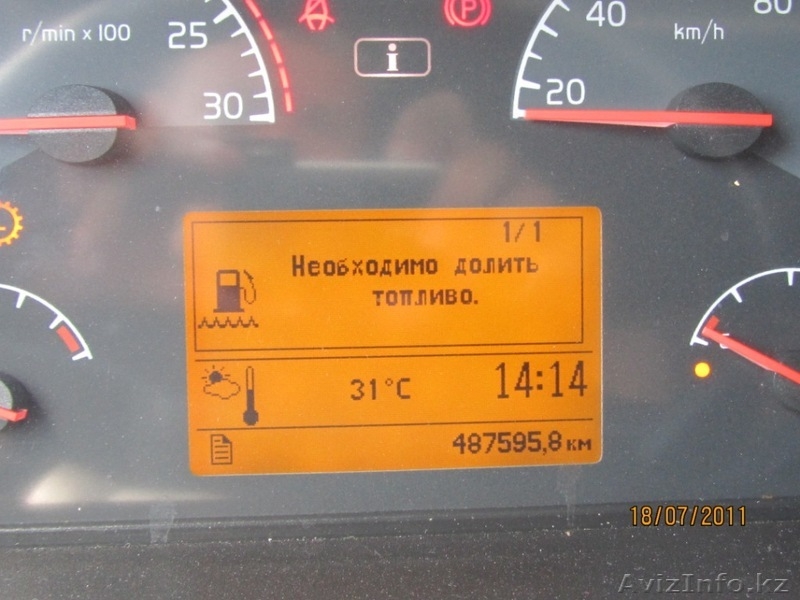 r/min x 100
25
30
40
80
km/h
20
1/1
Необходимо долить
топливо.
31°C
14:14
487595,8 км
18/07/2011
AvizInfo.kz